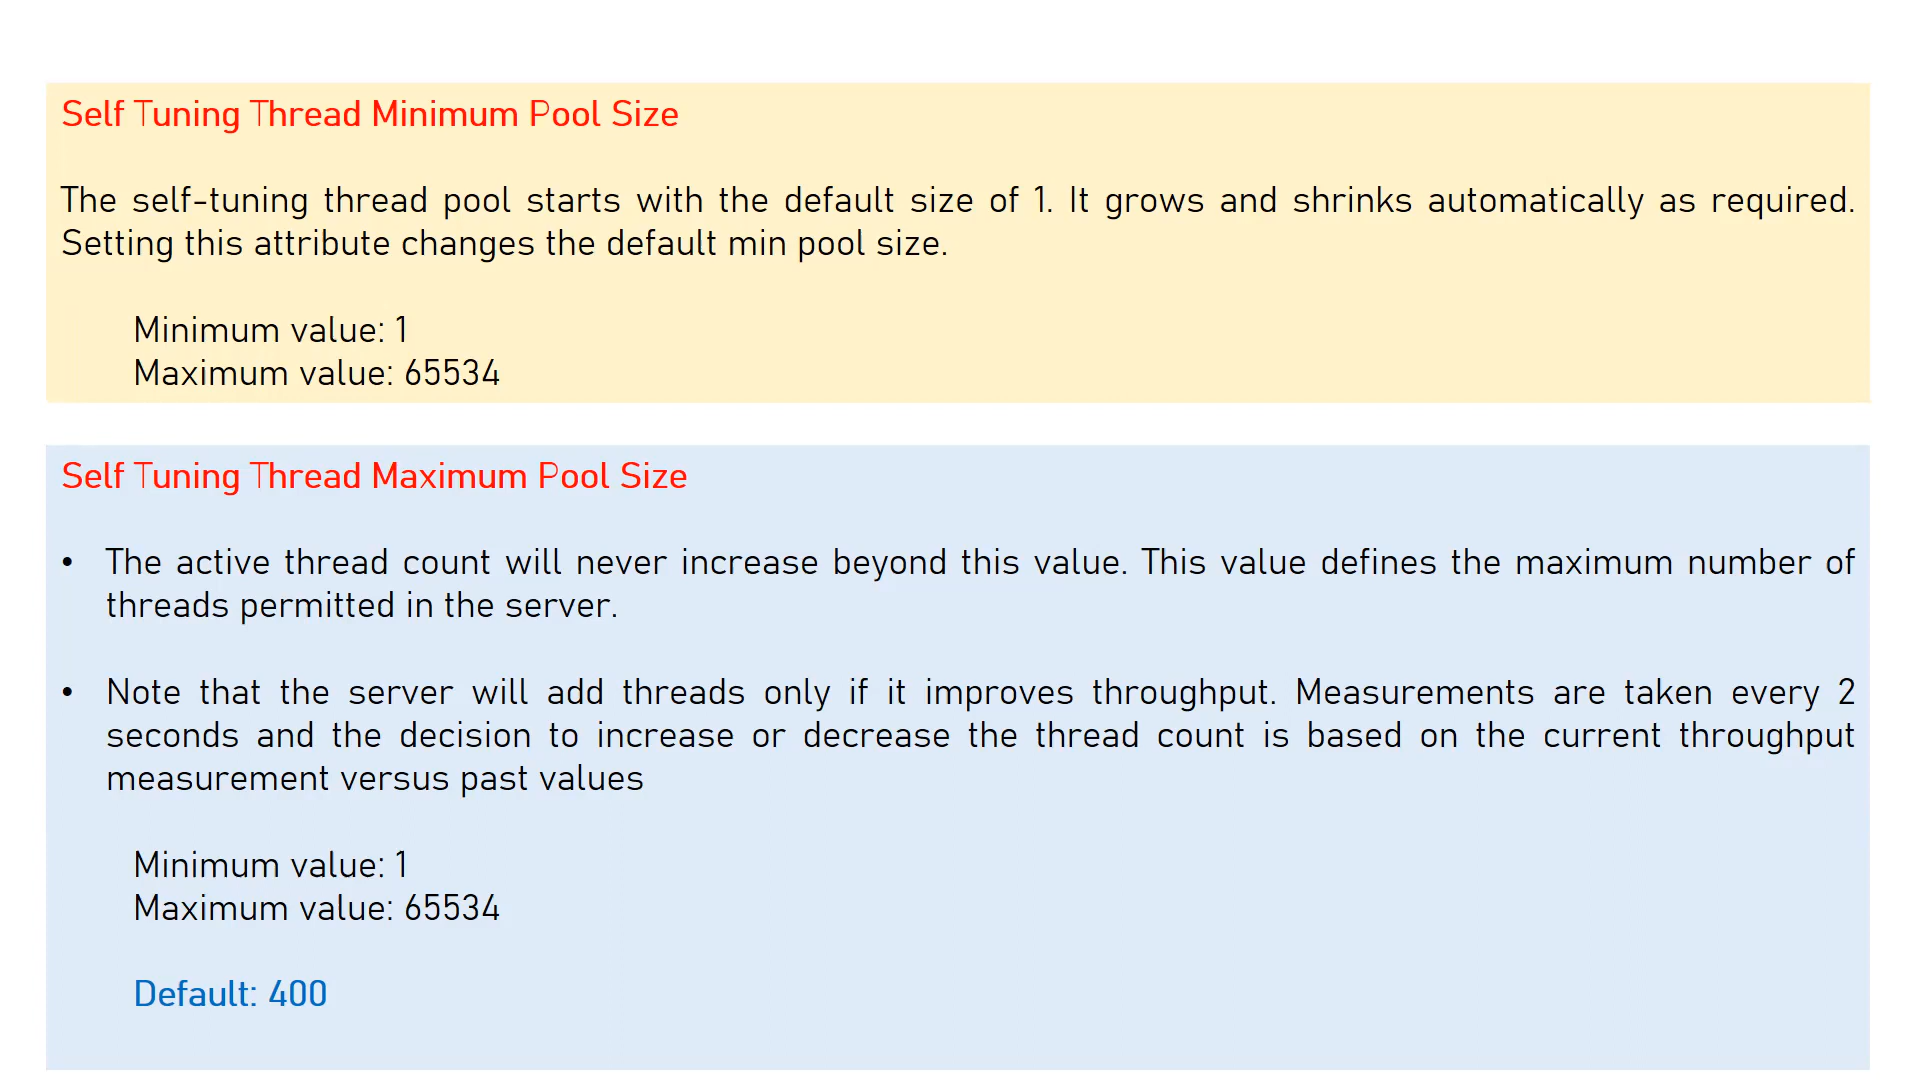 Self Tuning Thread Minimum Pool Size
The self-tuning thread pool starts with the default size of 1. It grows and shrinks automatically as required.
Setting this attribute changes the default min pool size.
Minimum value: 1
Maximum value: 65534
Self Tuning Thread Maximum Pool Size
• The active thread count will never increase beyond this value. This value defines the maximum number of
threads permitted in the server.
• Note that the server will add threads only if it improves throughput. Measurements are taken every 2
seconds and the decision to increase or decrease the thread count is based on the current throughput
measurement versus past values
Minimum value: 1
Maximum value: 65534
Default: 400